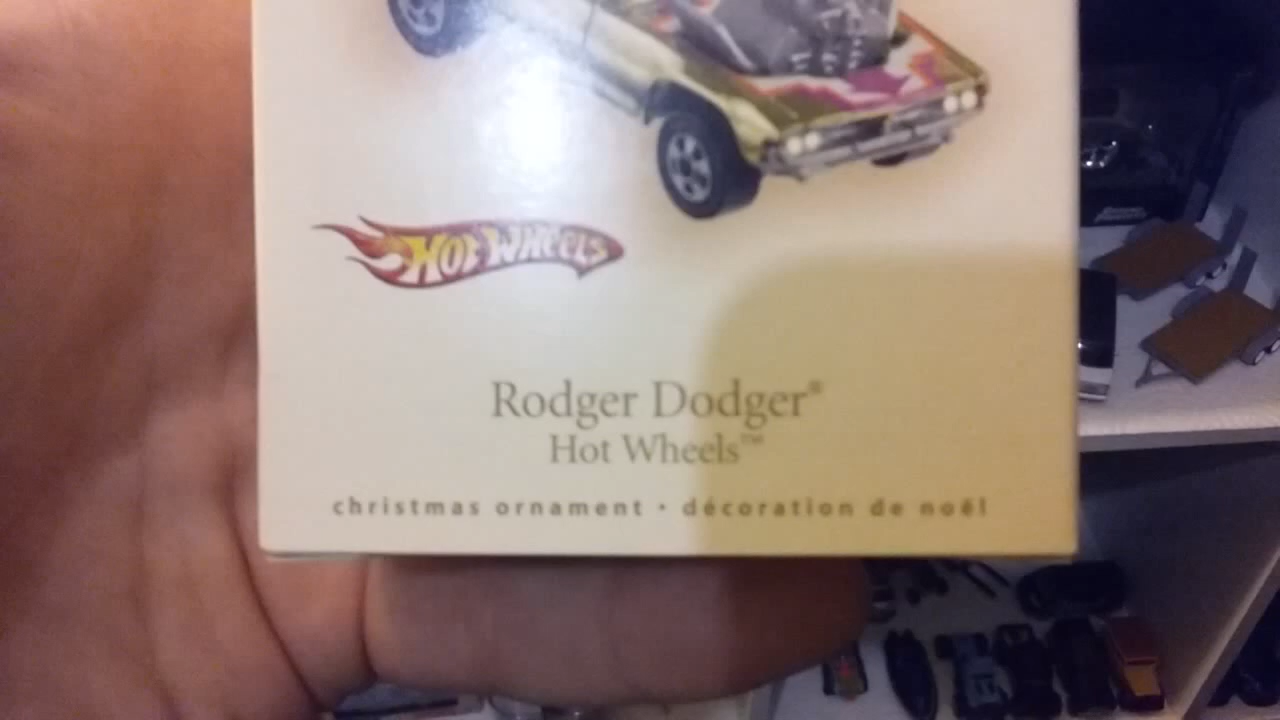 HOT WHEELS
Rodger Dodger®
Hot Wheels™
christmas ornament • décoration de noël